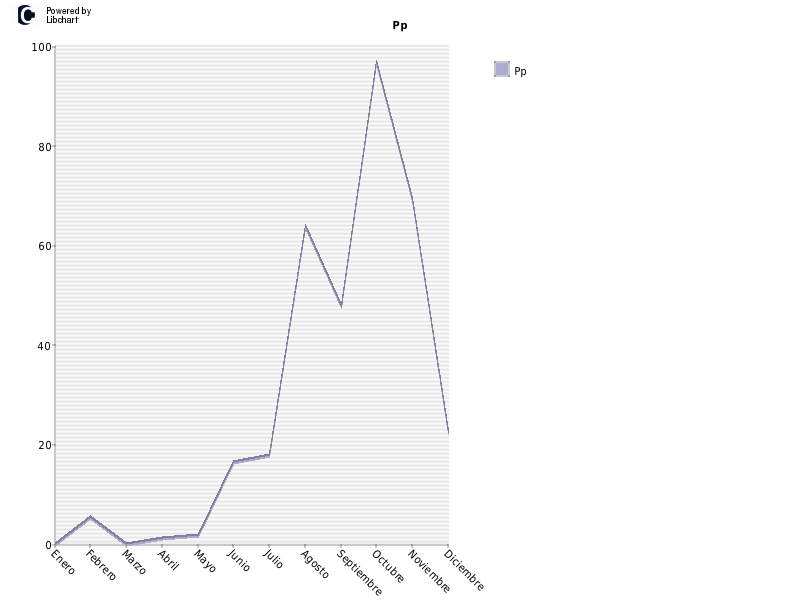 Powered by
Libchart
Pp
100
80
60
40
20
0
Pp
Enero
Febrero
Marzo
Abril
Mayo
Junio
Julio
Agosto
Septiembre
Octubre
Noviembre
Diciembre